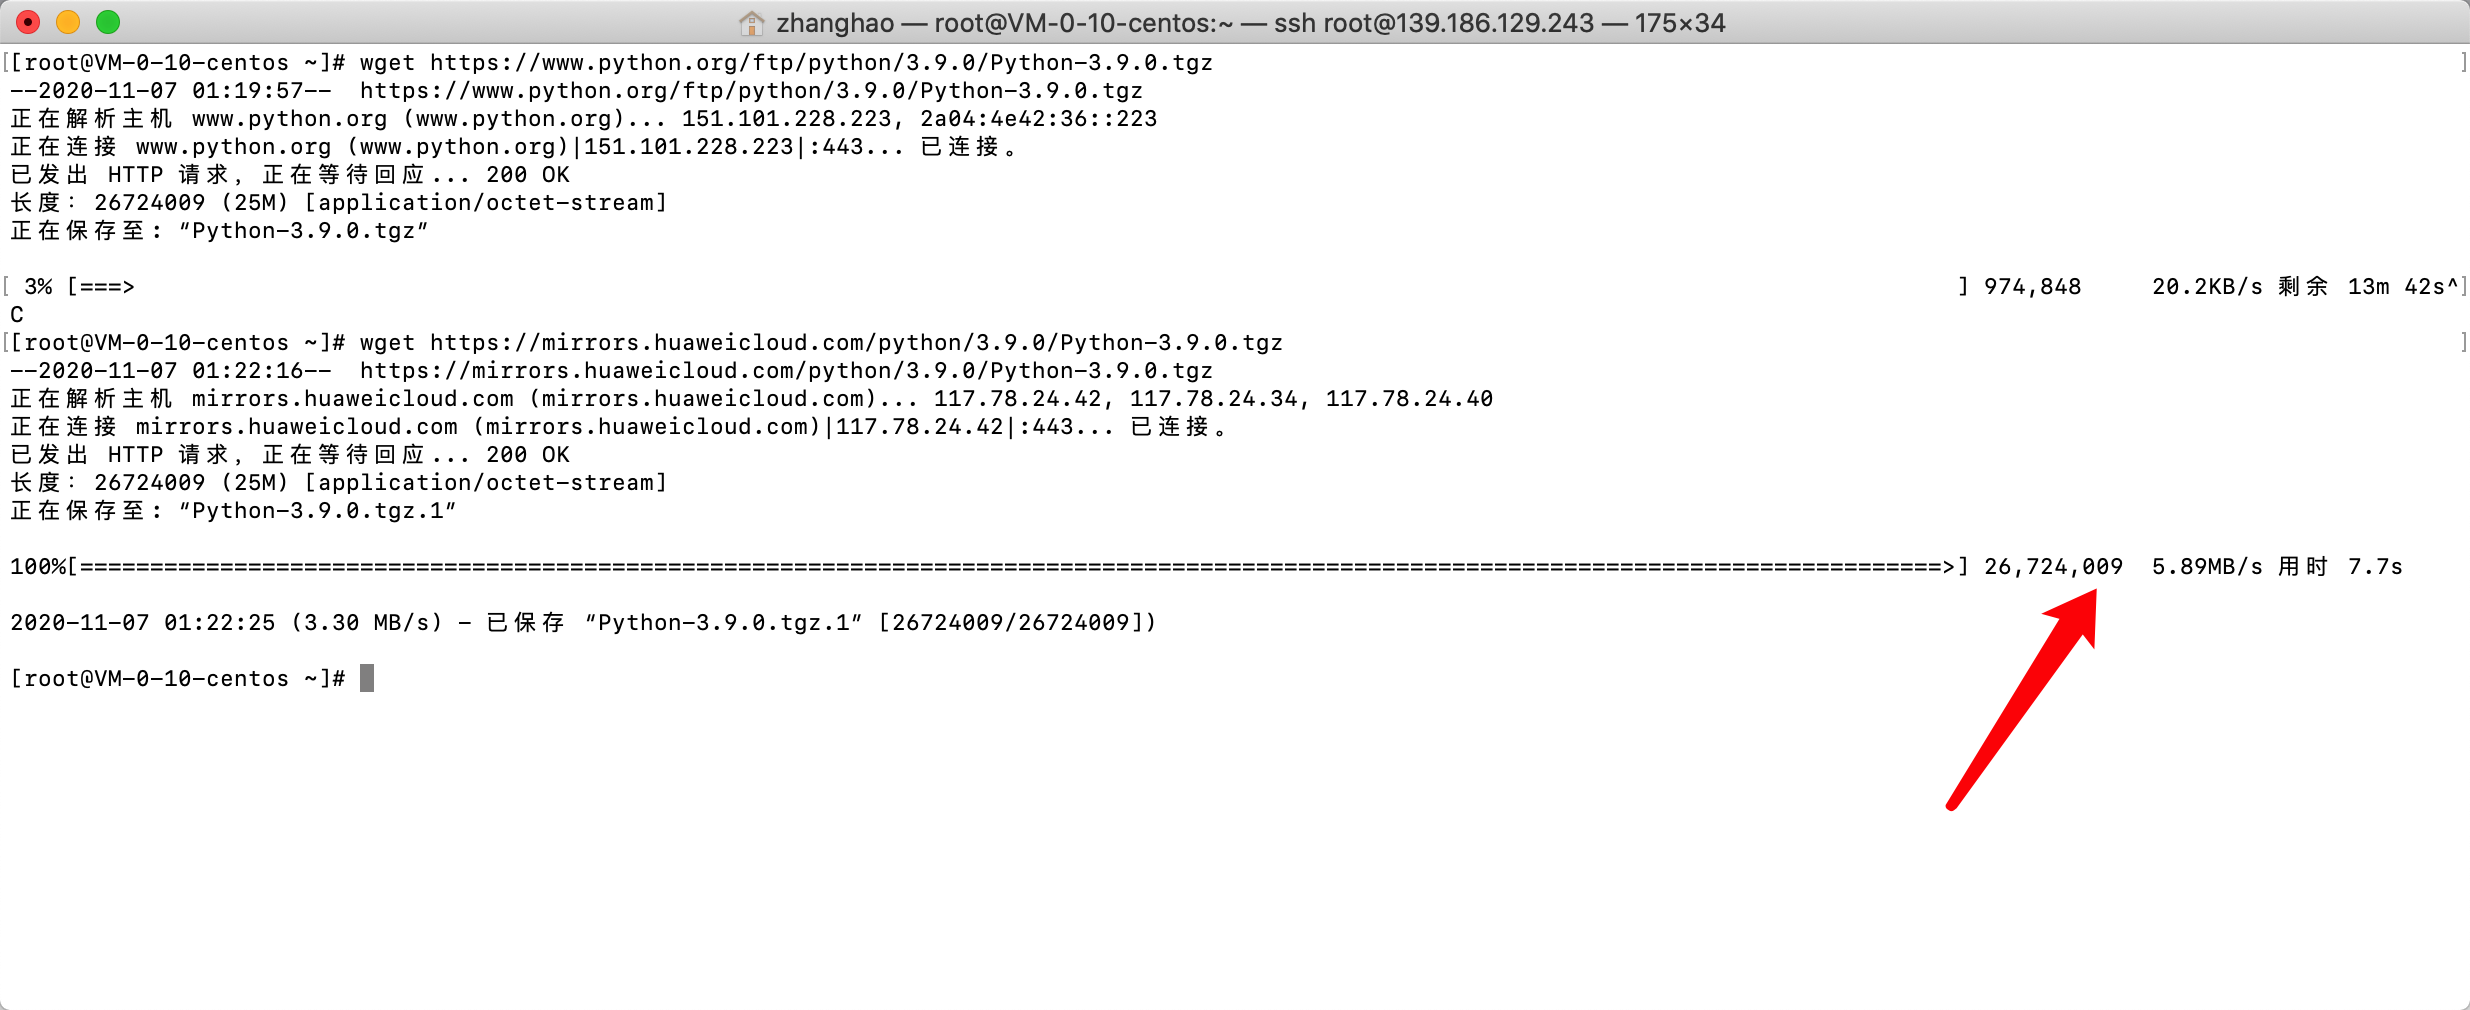 zhanghao — root@VM-0-10-centos:~ — ssh root@139.186.129.243 — 175×34
[[root@VM-0-10-centos ~]# wget https://www.python.org/ftp/python/3.9.0/Python-3.9.0.tgz ]
--2020-11-07 01:19:57--  https://www.python.org/ftp/python/3.9.0/Python-3.9.0.tgz
正在解析主机 www.python.org (www.python.org)... 151.101.228.223, 2a04:4e42:36::223
正在连接 www.python.org (www.python.org)|151.101.228.223|:443... 已连接。
已发出 HTTP 请求，正在等待回应... 200 OK
长度：26724009 (25M) [application/octet-stream]
正在保存至: “Python-3.9.0.tgz”
[ 3% [===> ] 974,848 20.2KB/s 剩余 13m 42s^]
C
[[root@VM-0-10-centos ~]# wget https://mirrors.huaweicloud.com/python/3.9.0/Python-3.9.0.tgz ]
--2020-11-07 01:22:16--  https://mirrors.huaweicloud.com/python/3.9.0/Python-3.9.0.tgz
正在解析主机 mirrors.huaweicloud.com (mirrors.huaweicloud.com)... 117.78.24.42, 117.78.24.34, 117.78.24.40
正在连接 mirrors.huaweicloud.com (mirrors.huaweicloud.com)|117.78.24.42|:443... 已连接。
已发出 HTTP 请求，正在等待回应... 200 OK
长度：26724009 (25M) [application/octet-stream]
正在保存至: “Python-3.9.0.tgz.1”
100%[=====================================================================================================================================>] 26,724,009  5.89MB/s 用时 7.7s
2020-11-07 01:22:25 (3.30 MB/s) - 已保存 “Python-3.9.0.tgz.1” [26724009/26724009])
[root@VM-0-10-centos ~]#